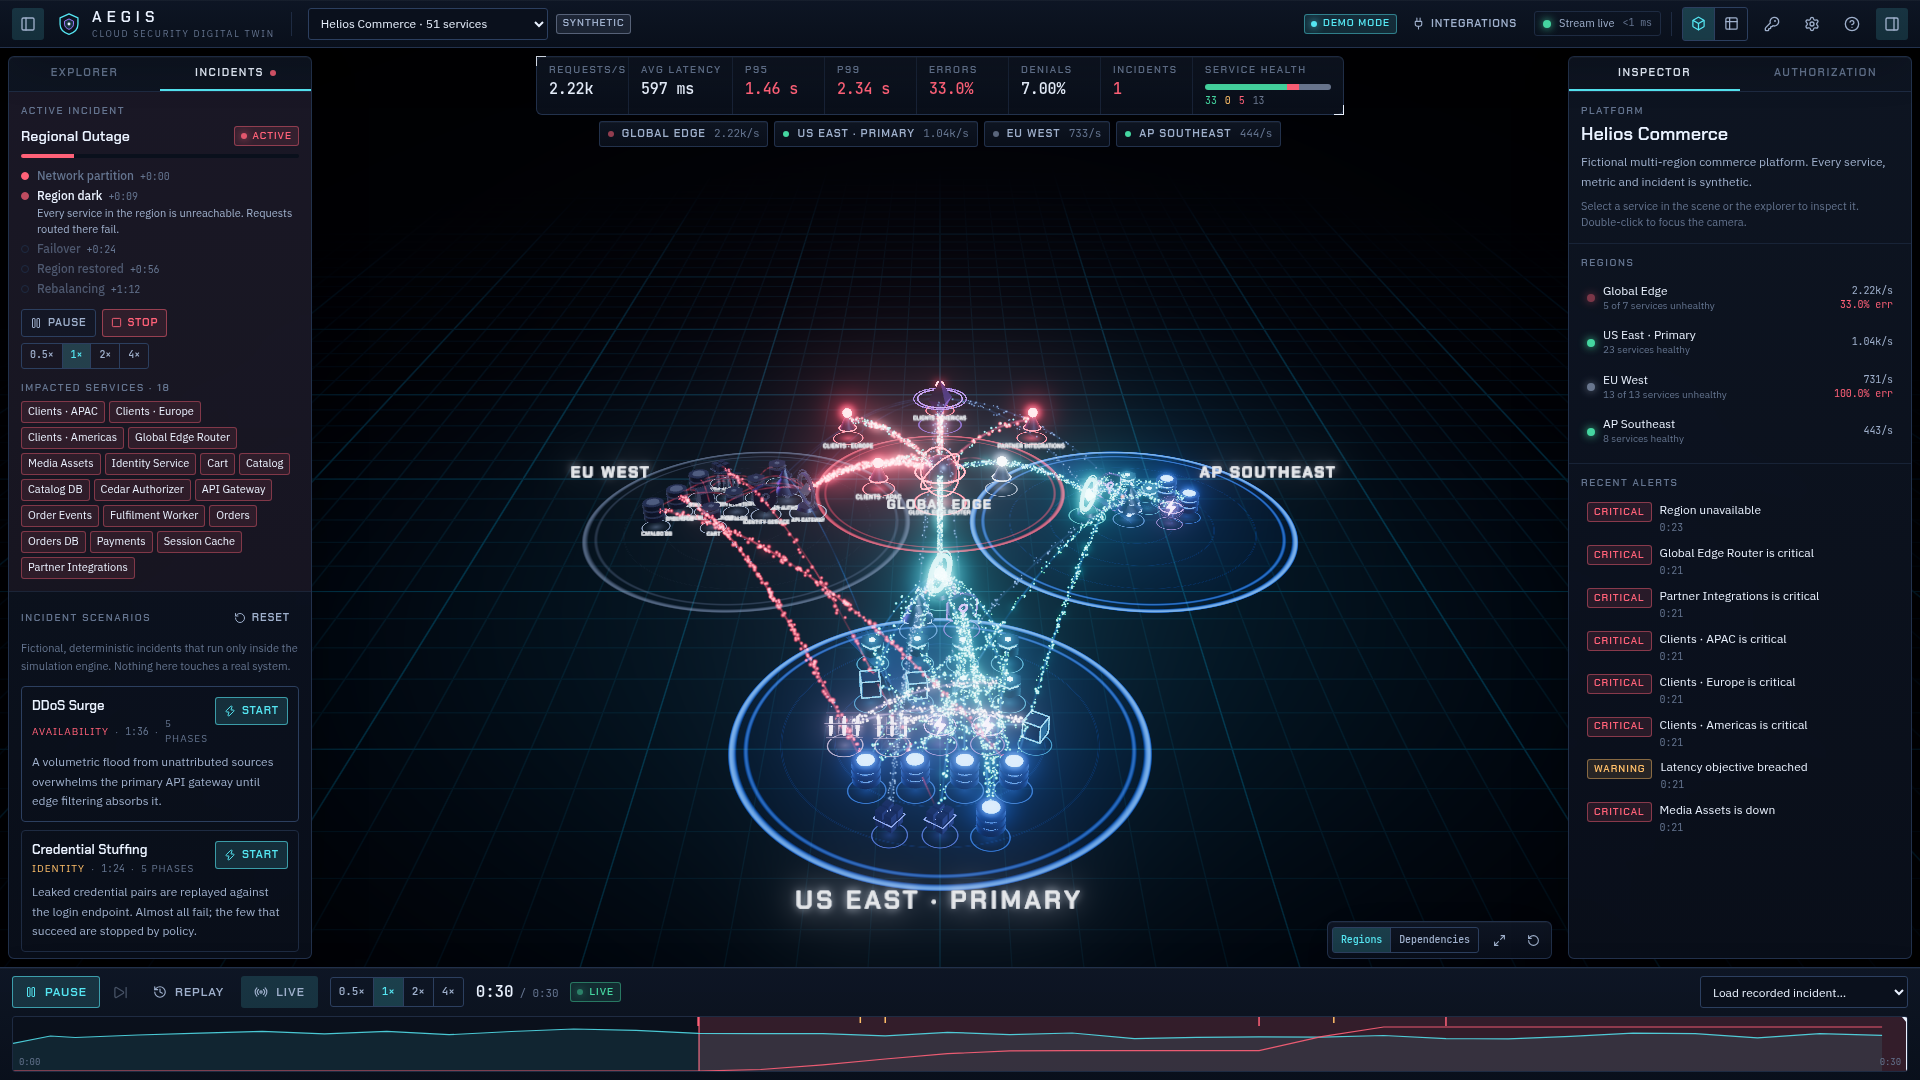 AEGIS
CLOUD SECURITY DIGITAL TWIN
Helios Commerce · 51 services
SYNTHETIC
DEMO MODE
INTEGRATIONS
Stream live <1 ms
EXPLORER
INCIDENTS
ACTIVE INCIDENT
Regional Outage
ACTIVE
Network partition +0:00
Region dark +0:09
Every service in the region is unreachable. Requests
routed there fail.
Failover +0:24
Region restored +0:56
Rebalancing +1:12
PAUSE
STOP
0.5× 1× 2× 4×
IMPACTED SERVICES · 18
Clients · APAC
Clients · Europe
Clients · Americas
Global Edge Router
Media Assets
Identity Service
Cart
Catalog
Catalog DB
Cedar Authorizer
API Gateway
Order Events
Fulfilment Worker
Orders
Orders DB
Payments
Session Cache
Partner Integrations
INCIDENT SCENARIOS
RESET
Fictional, deterministic incidents that run only inside the
simulation engine. Nothing here touches a real system.
DDoS Surge
START
AVAILABILITY · 1:36 · 5 PHASES
A volumetric flood from unattributed sources
overwhelms the primary API gateway until
edge filtering absorbs it.
Credential Stuffing
START
IDENTITY · 1:24 · 5 PHASES
Leaked credential pairs are replayed against
the login endpoint. Almost all fail; the few that
succeed are stopped by policy.
REQUESTS/S
2.22k
AVG LATENCY
597 ms
P95
1.46 s
P99
2.34 s
ERRORS
33.0%
DENIALS
7.00%
INCIDENTS
1
SERVICE HEALTH
33 0 5 13
GLOBAL EDGE 2.22k/s
US EAST · PRIMARY 1.04k/s
EU WEST 733/s
AP SOUTHEAST 444/s
CLIENTS · EUROPE
PARTNER INTEGRATIONS
EU WEST
AP SOUTHEAST
GLOBAL EDGE
CATALOG DB
CART
US EAST · PRIMARY
Regions
Dependencies
INSPECTOR
AUTHORIZATION
PLATFORM
Helios Commerce
Fictional multi-region commerce platform. Every service,
metric and incident is synthetic.
Select a service in the scene or the explorer to inspect it.
Double-click to focus the camera.
REGIONS
Global Edge 2.22k/s
5 of 7 services unhealthy 33.0% err
US East · Primary 1.04k/s
23 services healthy
EU West 731/s
13 of 13 services unhealthy 100.0% err
AP Southeast 443/s
8 services healthy
RECENT ALERTS
CRITICAL Region unavailable
0:23
CRITICAL Global Edge Router is critical
0:21
CRITICAL Partner Integrations is critical
0:21
CRITICAL Clients · APAC is critical
0:21
CRITICAL Clients · Europe is critical
0:21
CRITICAL Clients · Americas is critical
0:21
WARNING Latency objective breached
0:21
CRITICAL Media Assets is down
0:21
PAUSE
REPLAY
LIVE
0.5× 1× 2× 4×
0:30 / 0:30
LIVE
Load recorded incident...
0:00
0:30